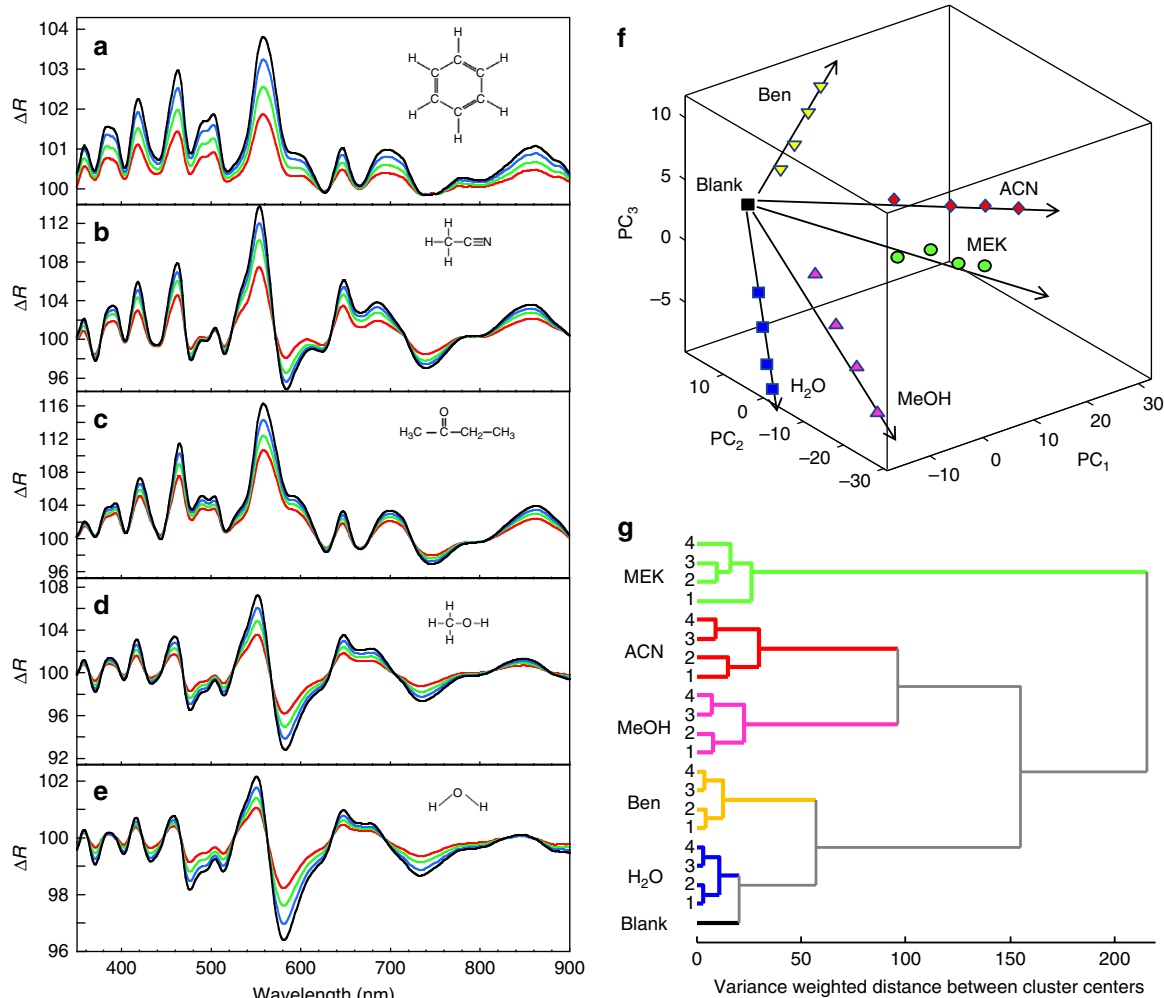 a
104
103
102
101
100
ΔR
H
H C H
C C
C C
H C H
H
b
112
108
104
100
96
ΔR
H
H–C–C≡N
H
c
116
112
108
104
100
96
ΔR
O
H₃C–C–CH₂–CH₃
d
108
104
100
96
92
ΔR
H
H–C–O–H
H
e
102
100
98
96
ΔR
O
H H
400 500 600 700 800 900
Wavelength (nm)
f
10
5
0
−5
PC₃
Ben
Blank
ACN
MEK
H₂O
MeOH
10
0
−10
−20
−30
PC₂
−10
0
10
20
30
PC₁
g
MEK
4
3
2
1
ACN
4
3
2
1
MeOH
4
3
2
1
Ben
4
3
2
1
H₂O
4
3
2
1
Blank
0 50 100 150 200
Variance weighted distance between cluster centers